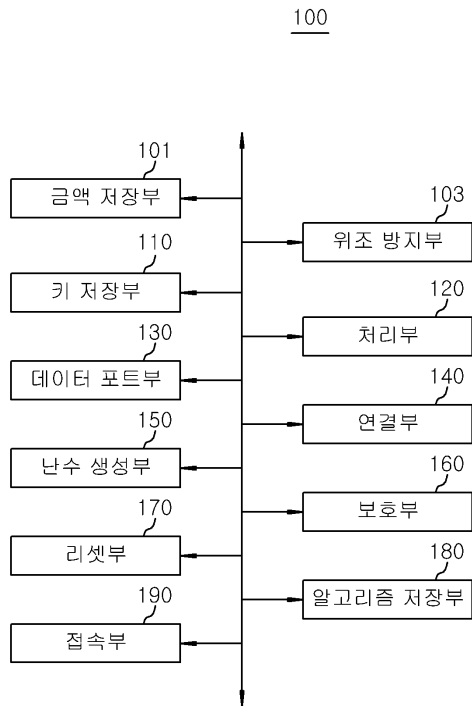 100
101
금액 저장부
103
위조 방지부
110
키 저장부
120
처리부
130
데이터 포트부
140
연결부
150
난수 생성부
160
보호부
170
리셋부
180
알고리즘 저장부
190
접속부